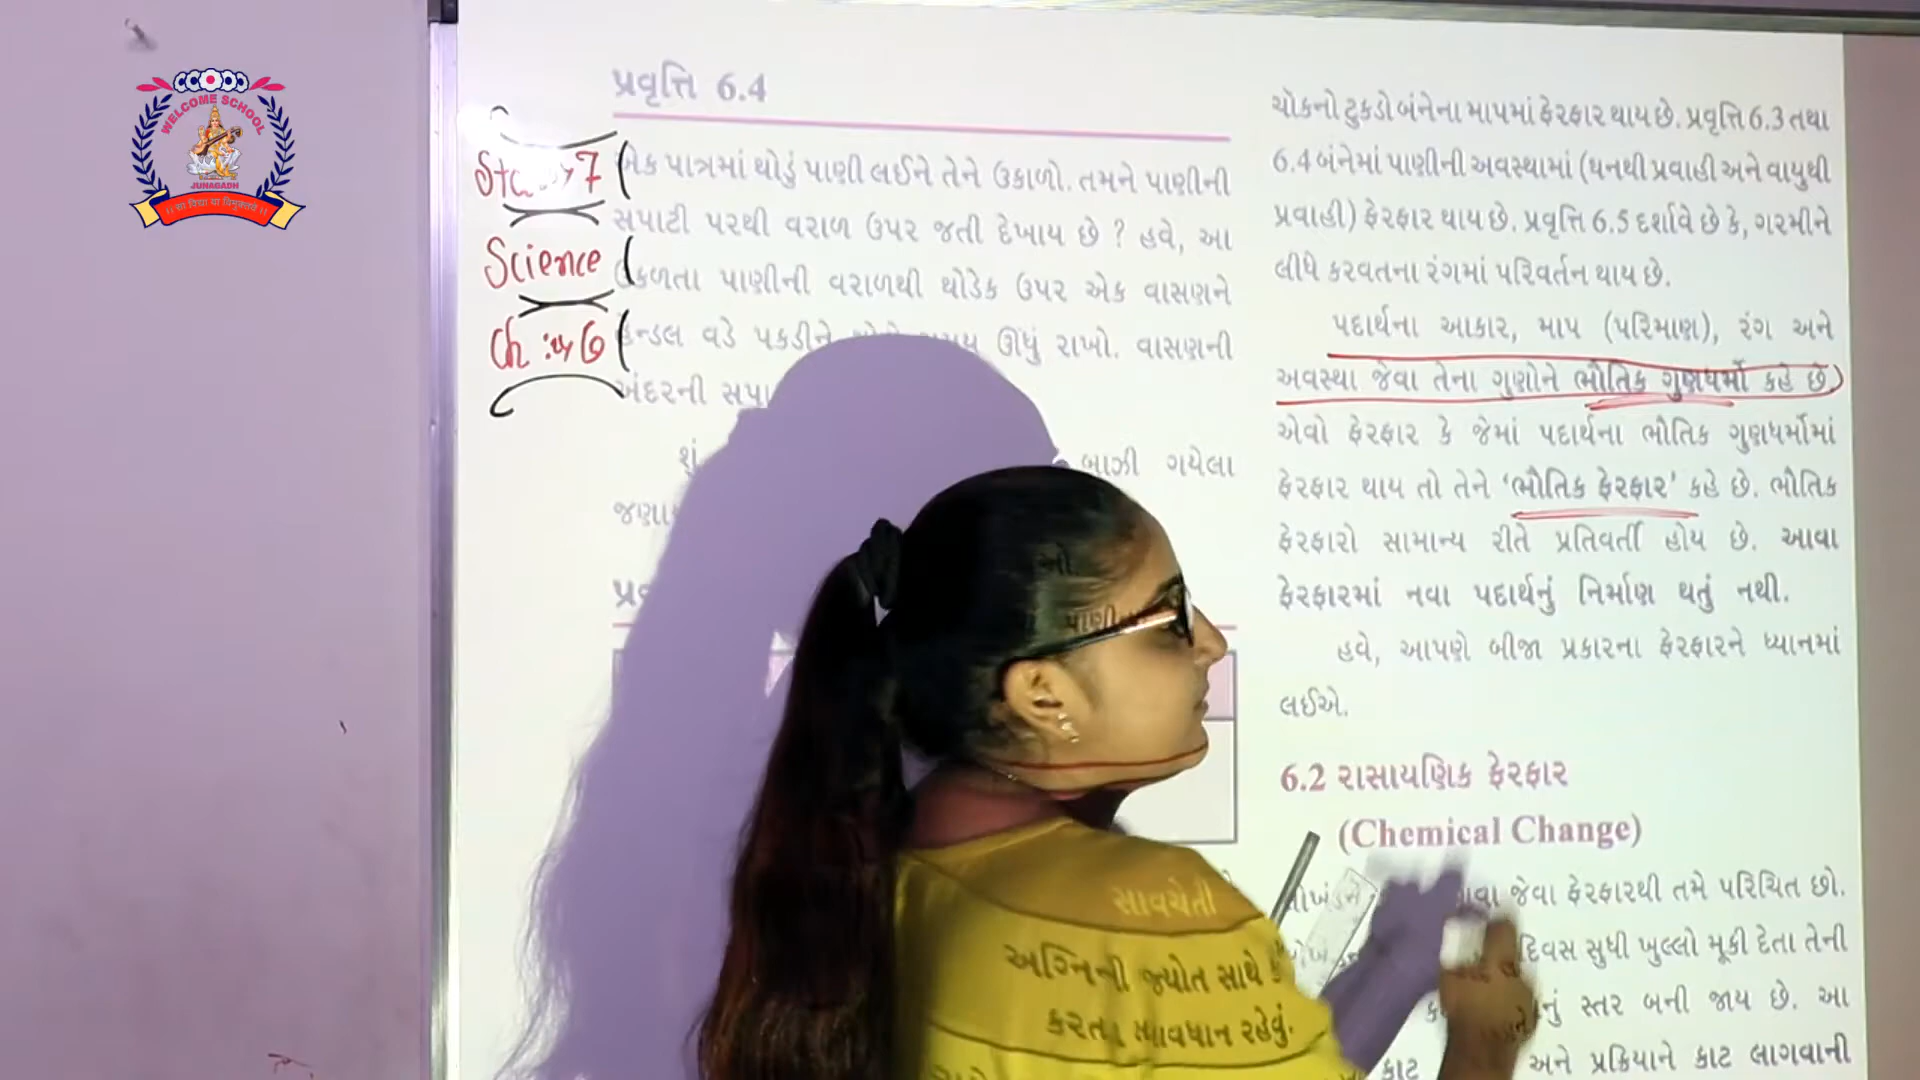 WELCOME SCHOOL
JUNAGADH
।। सा विद्या या विमुक्तये ।।
પ્રવૃત્તિ 6.4
7
Science
Ch :→ 6
એક પાત્રમાં થોડું પાણી લઈને તેને ઉકાળો. તમને પાણીની
સપાટી પરથી વરાળ ઉપર જતી દેખાય છે ? હવે, આ
ઉકળતા પાણીની વરાળથી થોડેક ઉપર એક વાસણને
હેન્ડલ વડે પકડીને ઊંધું રાખો. વાસણની
અંદરની
શું બાઝી ગયેલા
સાવચેતી
અગ્નિની જ્યોત સાથે
કરતા સાવધાન રહેવું.
ચૉકનો ટુકડો બંનેના માપમાં ફેરફાર થાય છે. પ્રવૃત્તિ 6.3 તથા
6.4 બંનેમાં પાણીની અવસ્થામાં (ઘનથી પ્રવાહી અને વાયુથી
પ્રવાહી) ફેરફાર થાય છે. પ્રવૃત્તિ 6.5 દર્શાવે છે કે, ગરમીને
લીધે કરવતના રંગમાં પરિવર્તન થાય છે.
પદાર્થના આકાર, માપ (પરિમાણ), રંગ અને
અવસ્થા જેવા તેના ગુણોને ભૌતિક ગુણધર્મો કહે છે.
એવો ફેરફાર કે જેમાં પદાર્થના ભૌતિક ગુણધર્મોમાં
ફેરફાર થાય તો તેને ‘ભૌતિક ફેરફાર’ કહે છે. ભૌતિક
ફેરફારો સામાન્ય રીતે પ્રતિવર્તી હોય છે. આવા
ફેરફારમાં નવા પદાર્થનું નિર્માણ થતું નથી.
હવે, આપણે બીજા પ્રકારના ફેરફારને ધ્યાનમાં
લઈએ.
6.2 રાસાયણિક ફેરફાર
(Chemical Change)
લોખંડને જેવા ફેરફારથી તમે પરિચિત છો.
દિવસ સુધી ખુલ્લો મૂકી દેતા તેની
સ્તર બની જાય છે. આ
કાટ અને પ્રક્રિયાને કાટ લાગવાની